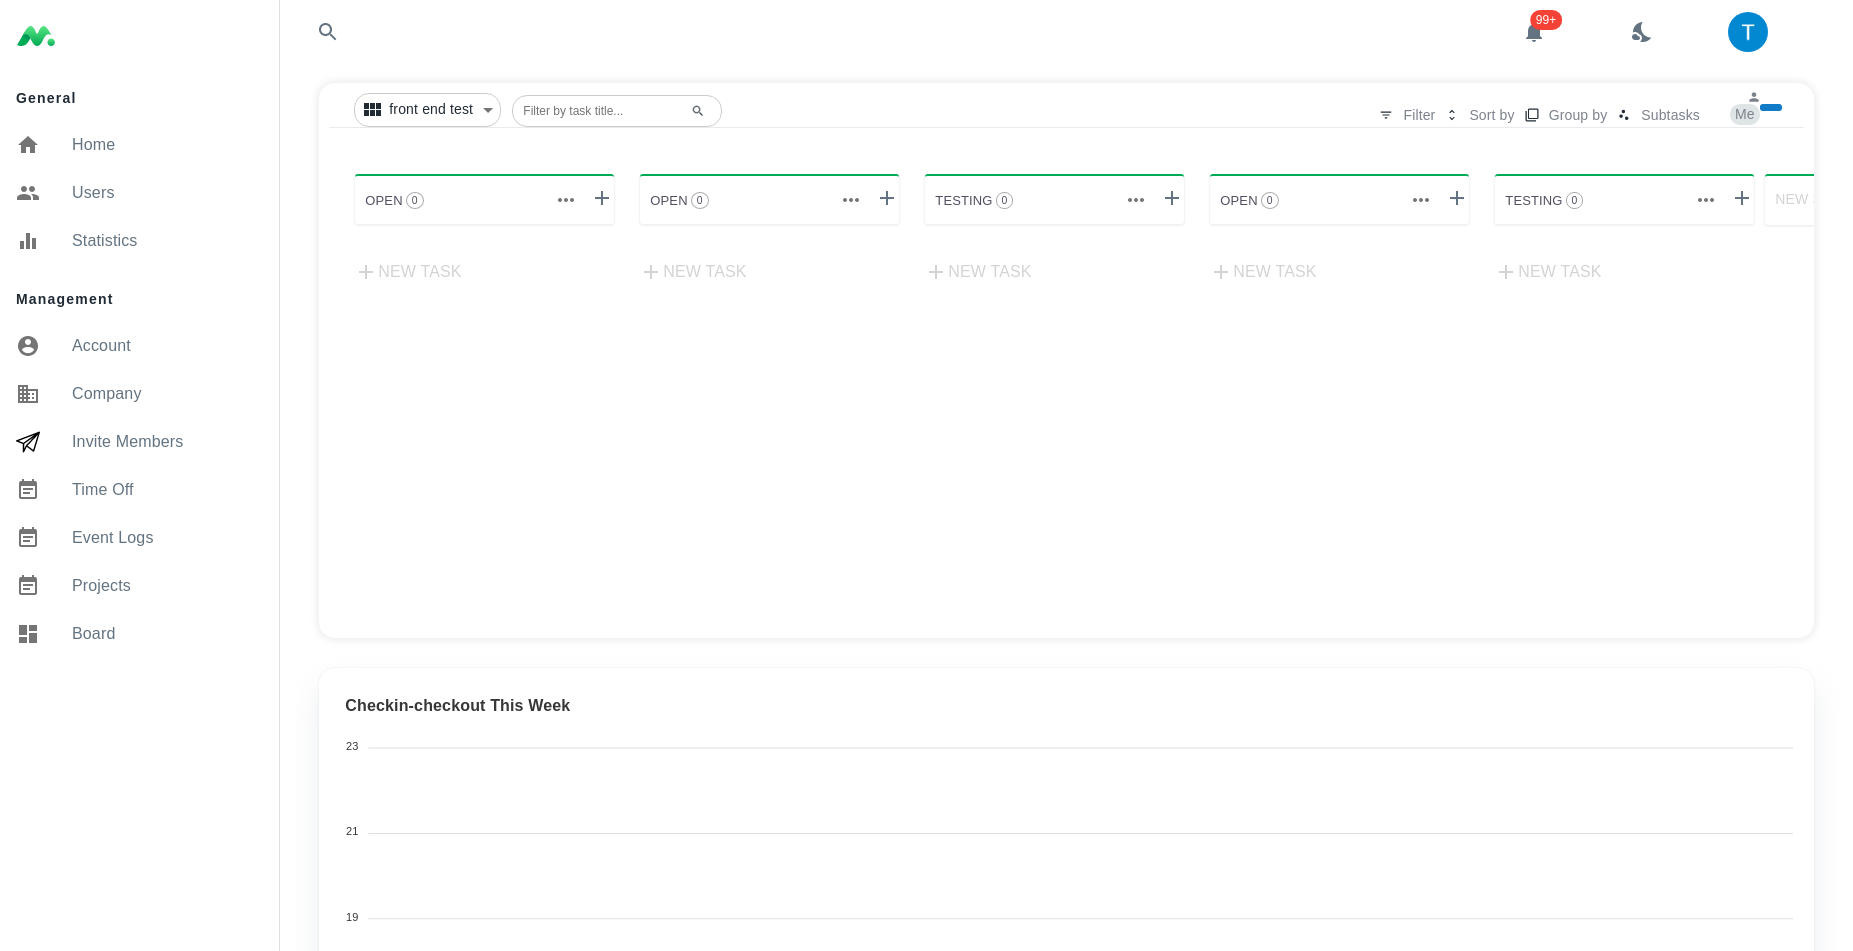 99+
T
General
Home
Users
Statistics
Management
Account
Company
Invite Members
Time Off
Event Logs
Projects
Board
front end test
Filter by task title...
Filter
Sort by
Group by
Subtasks
Me
OPEN 0
OPEN 0
TESTING 0
OPEN 0
TESTING 0
NEW
NEW TASK
NEW TASK
NEW TASK
NEW TASK
NEW TASK
Checkin-checkout This Week
23
21
19